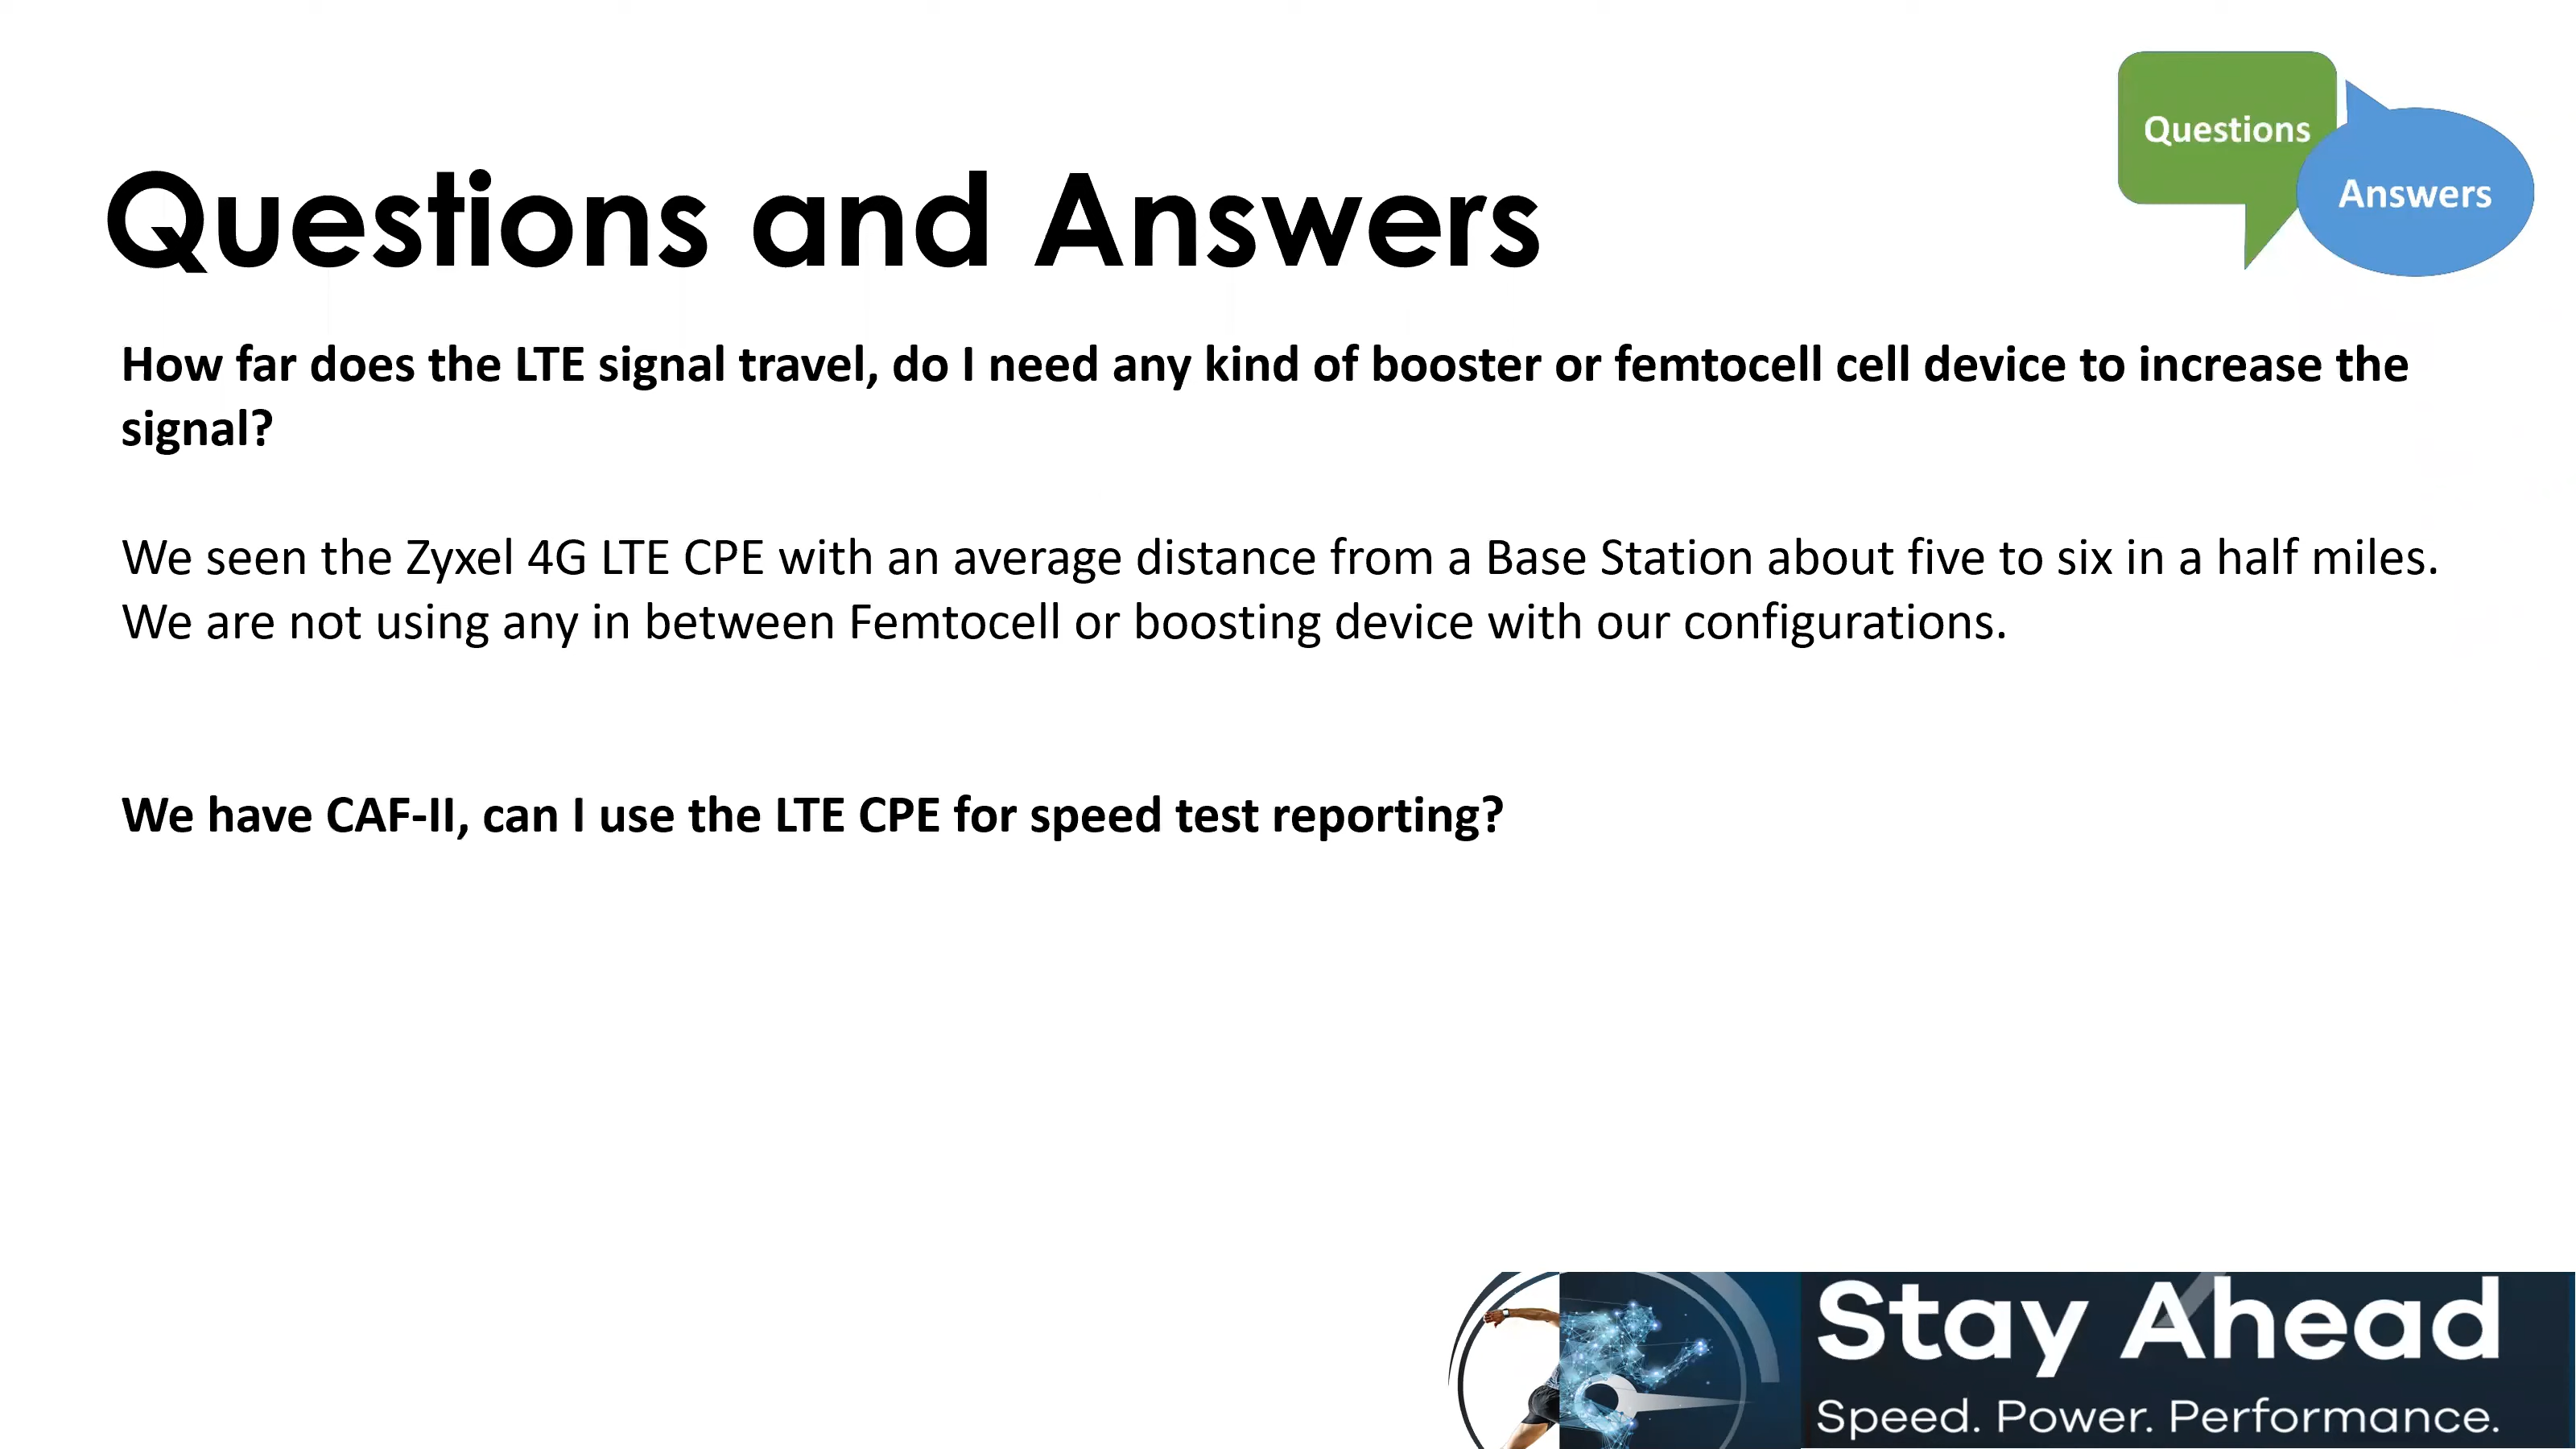 Questions
Answers
Questions and Answers
How far does the LTE signal travel, do I need any kind of booster or femtocell cell device to increase the
signal?
We seen the Zyxel 4G LTE CPE with an average distance from a Base Station about five to six in a half miles.
We are not using any in between Femtocell or boosting device with our configurations.
We have CAF-II, can I use the LTE CPE for speed test reporting?
Stay Ahead
Speed. Power. Performance.